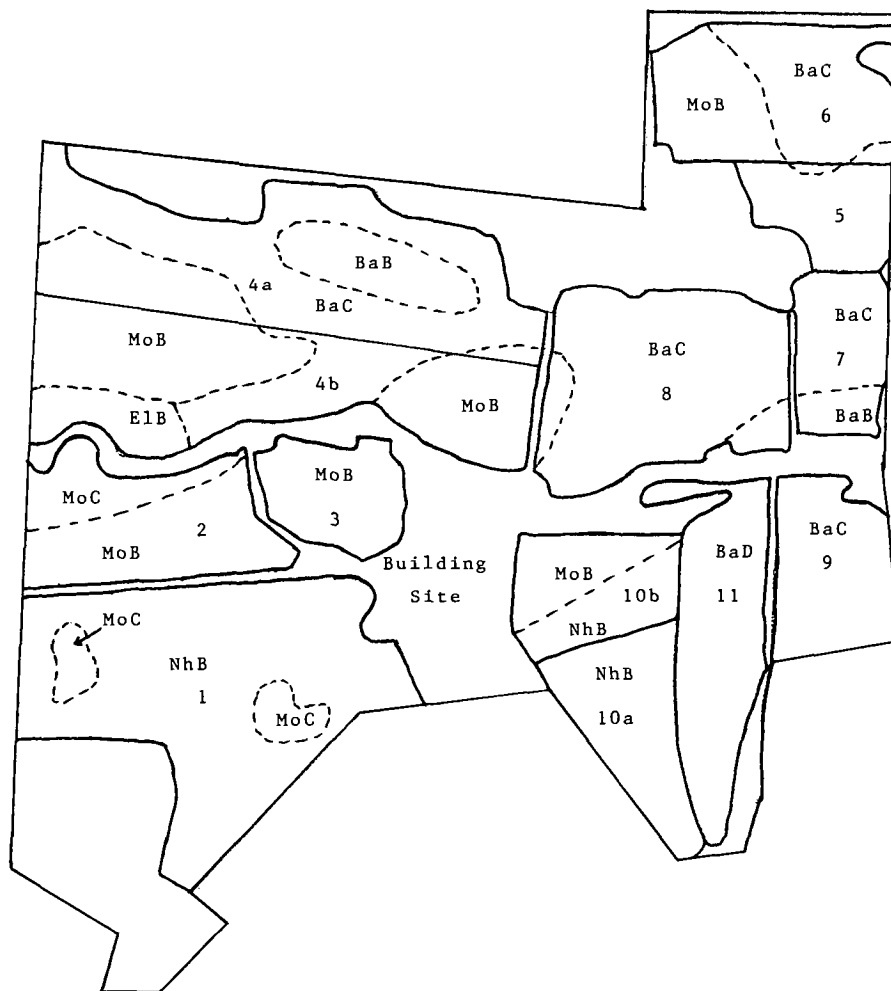 BaC
MoB
6
5
BaB
4a
BaC
BaC
MoB
BaC
7
4b
8
MoB
BaB
ElB
MoB
MoC
3
2
BaC
MoB
BaD
9
Building
MoB
Site
10b
11
MoC
NhB
NhB
NhB
1
MoC
10a